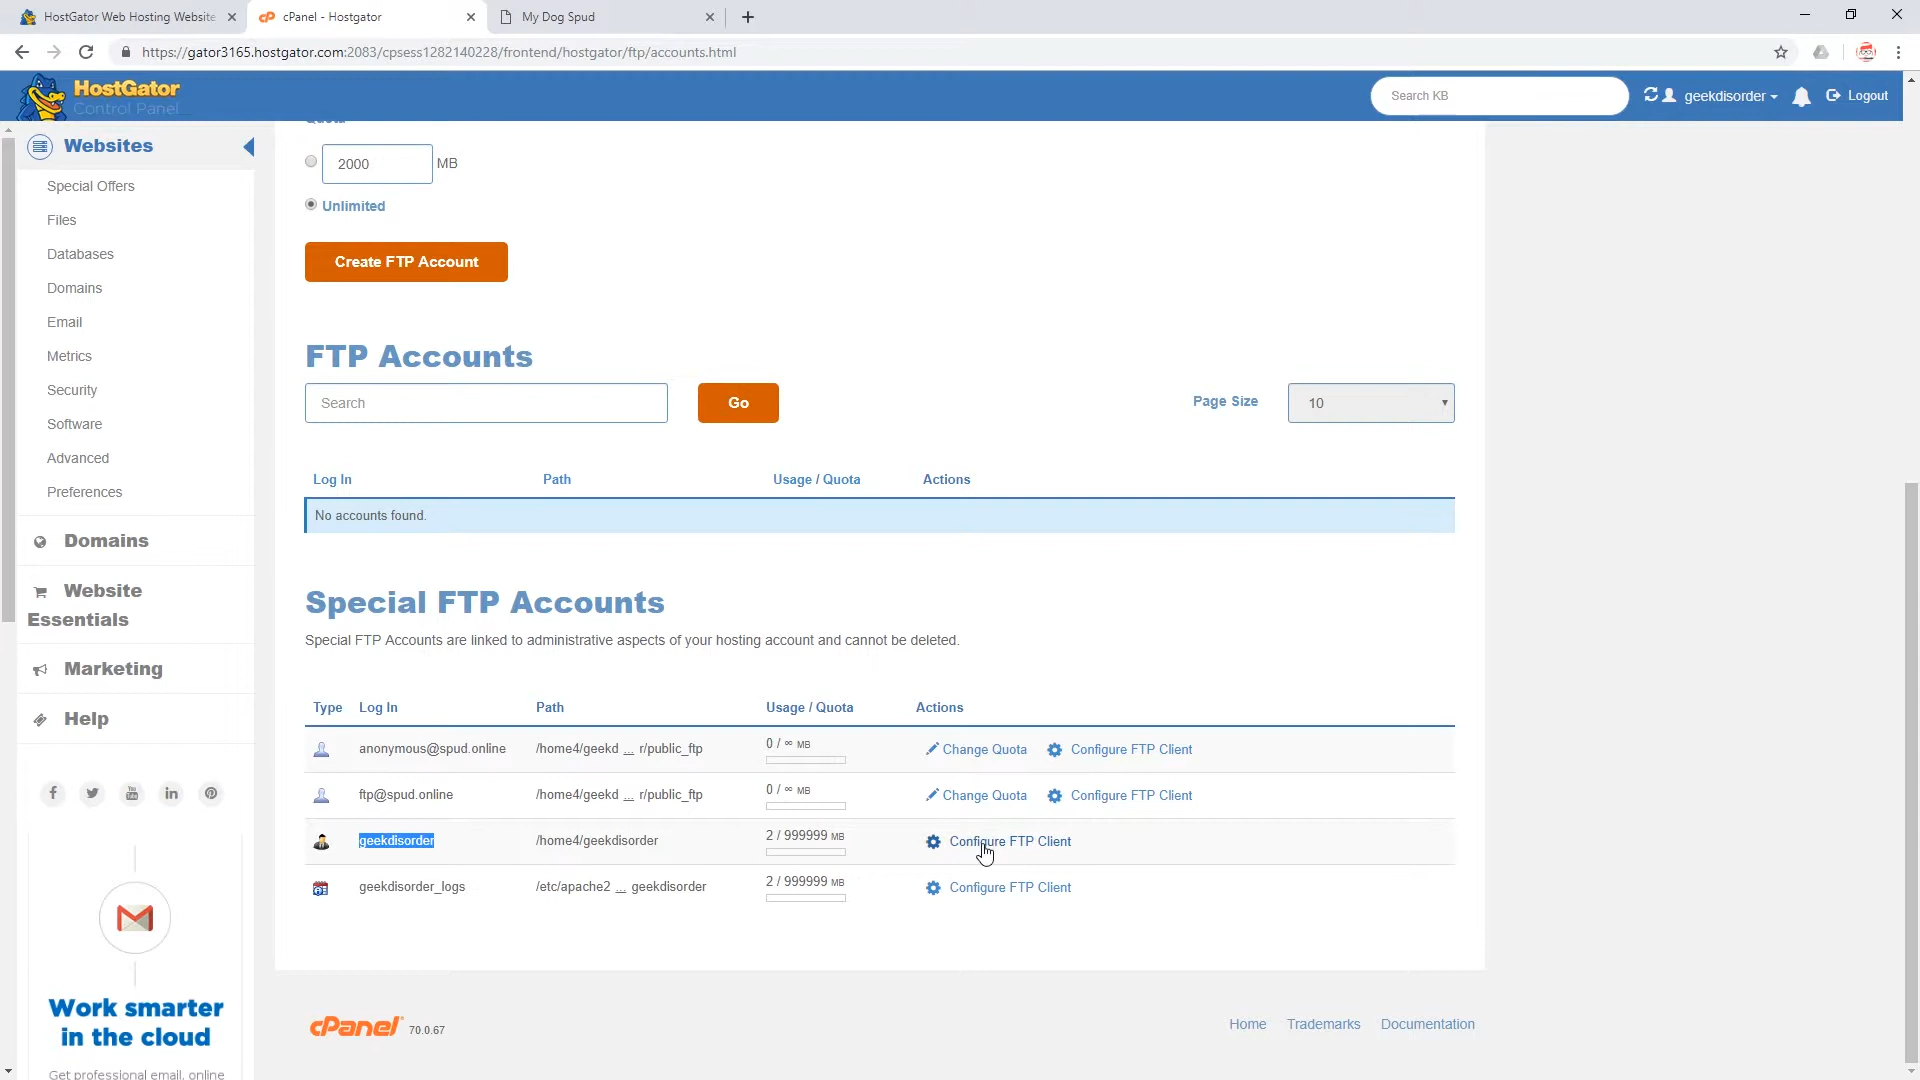 HostGator Web Hosting Website
cPanel - Hostgator
My Dog Spud
https://gator3165.hostgator.com:2083/cpsess1282140228/frontend/hostgator/ftp/accounts.html
HostGator
Control Panel
Search KB
geekdisorder
Logout
Websites
Special Offers
Files
Databases
Domains
Email
Metrics
Security
Software
Advanced
Preferences
Domains
Website
Essentials
Marketing
Help
Work smarter
in the cloud
Get professional email, online
Quota
2000 MB
Unlimited
Create FTP Account
FTP Accounts
Search
Go
Page Size
10
Log In Path Usage / Quota Actions
No accounts found.
Special FTP Accounts
Special FTP Accounts are linked to administrative aspects of your hosting account and cannot be deleted.
Type Log In Path Usage / Quota Actions
anonymous@spud.online /home4/geekd ... r/public_ftp 0 / ∞ MB Change Quota Configure FTP Client
ftp@spud.online /home4/geekd ... r/public_ftp 0 / ∞ MB Change Quota Configure FTP Client
geekdisorder /home4/geekdisorder 2 / 999999 MB Configure FTP Client
geekdisorder_logs /etc/apache2 ... geekdisorder 2 / 999999 MB Configure FTP Client
cPanel 70.0.67
Home Trademarks Documentation